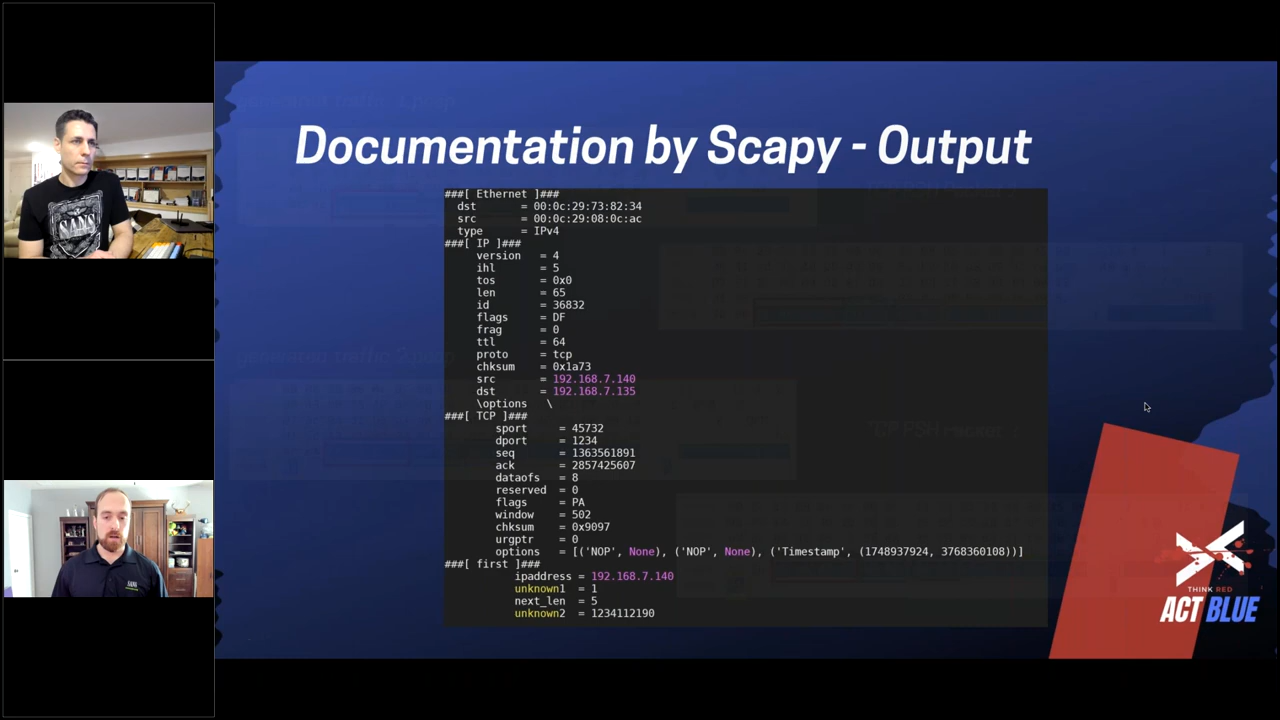 Documentation by Scapy - Output
###[ Ethernet ]###
dst = 00:0c:29:73:82:34
src = 00:0c:29:08:0c:ac
type = IPv4
###[ IP ]###
version = 4
ihl = 5
tos = 0x0
len = 65
id = 36832
flags = DF
frag = 0
ttl = 64
proto = tcp
chksum = 0x1a73
src = 192.168.7.140
dst = 192.168.7.135
\options \
###[ TCP ]###
sport = 45732
dport = 1234
seq = 1363561891
ack = 2857425607
dataofs = 8
reserved = 0
flags = PA
window = 502
chksum = 0x9097
urgptr = 0
options = [('NOP', None), ('NOP', None), ('Timestamp', (1748937924, 3768360108))]
###[ first ]###
ipaddress = 192.168.7.140
unknown1 = 1
next_len = 5
unknown2 = 1234112190
THINK RED
ACT BLUE
SANS